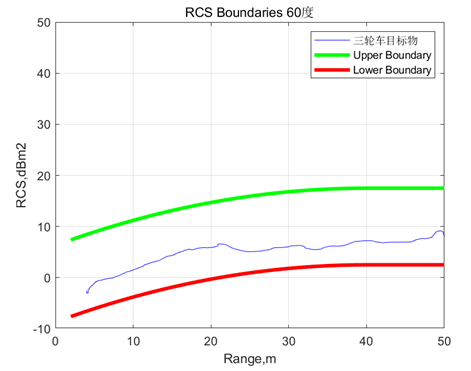 RCS Boundaries 60度
三轮车目标物
Upper Boundary
Lower Boundary
RCS,dBm2
50
40
30
20
10
0
-10
0 10 20 30 40 50
Range,m